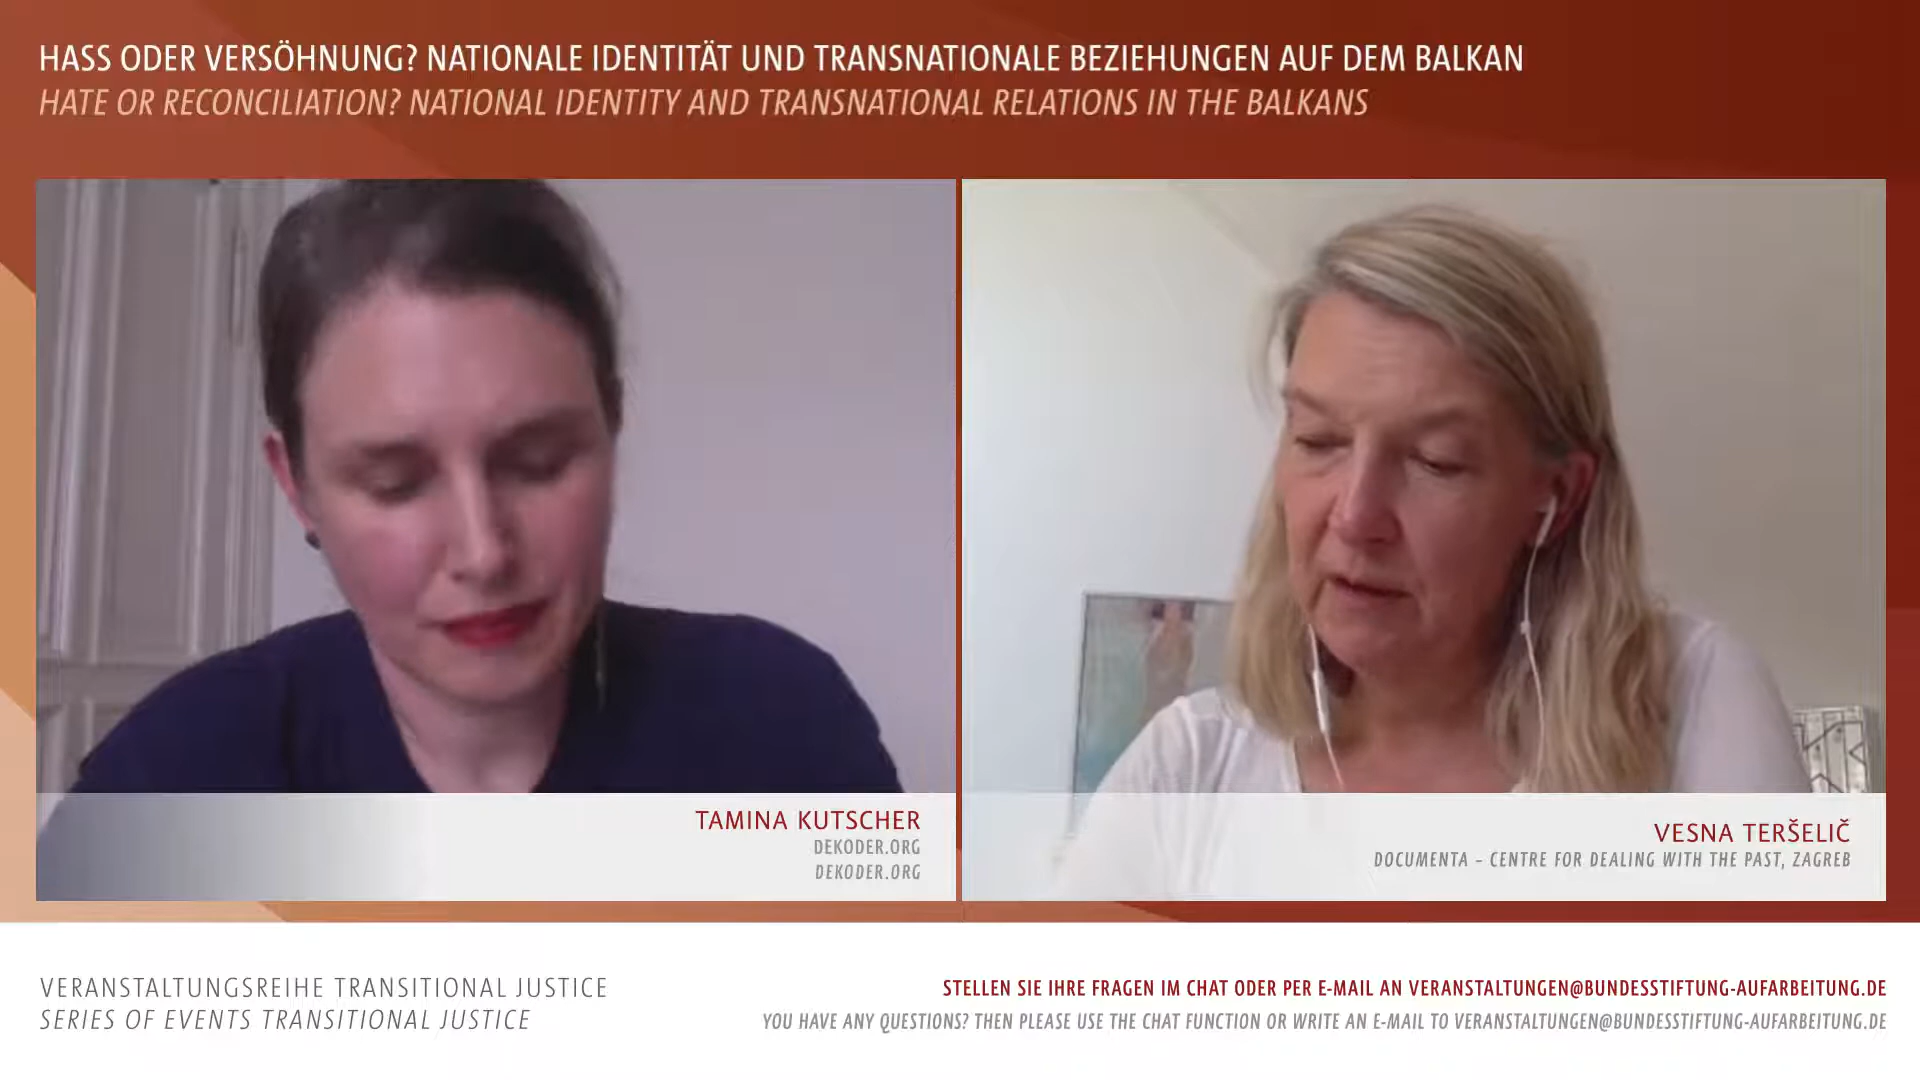 HASS ODER VERSÖHNUNG? NATIONALE IDENTITÄT UND TRANSNATIONALE BEZIEHUNGEN AUF DEM BALKAN
HATE OR RECONCILIATION? NATIONAL IDENTITY AND TRANSNATIONAL RELATIONS IN THE BALKANS
TAMINA KUTSCHER
DEKODER.ORG
DEKODER.ORG
VESNA TERŠELIČ
DOCUMENTA - CENTRE FOR DEALING WITH THE PAST, ZAGREB
VERANSTALTUNGSREIHE TRANSITIONAL JUSTICE
SERIES OF EVENTS TRANSITIONAL JUSTICE
STELLEN SIE IHRE FRAGEN IM CHAT ODER PER E-MAIL AN VERANSTALTUNGEN@BUNDESSTIFTUNG-AUFARBEITUNG.DE
YOU HAVE ANY QUESTIONS? THEN PLEASE USE THE CHAT FUNCTION OR WRITE AN E-MAIL TO VERANSTALTUNGEN@BUNDESSTIFTUNG-AUFARBEITUNG.DE